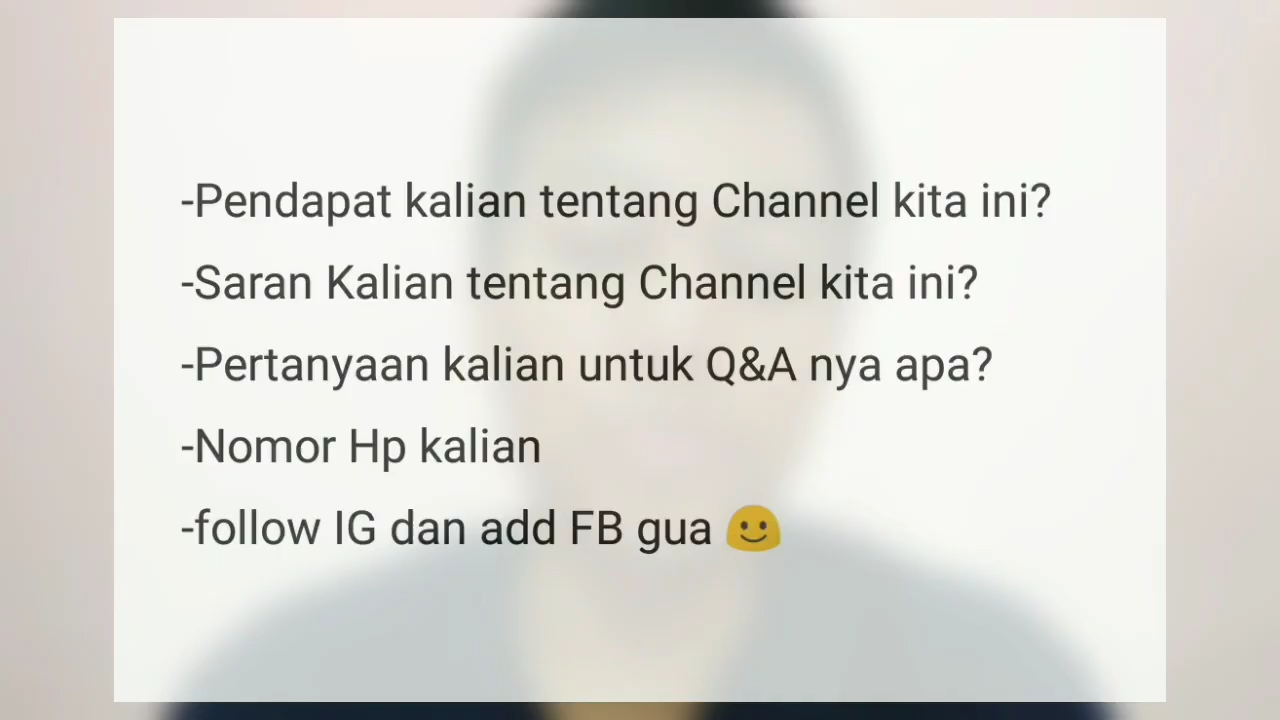 -Pendapat kalian tentang Channel kita ini?
-Saran Kalian tentang Channel kita ini?
-Pertanyaan kalian untuk Q&A nya apa?
-Nomor Hp kalian
-follow IG dan add FB gua 🙂